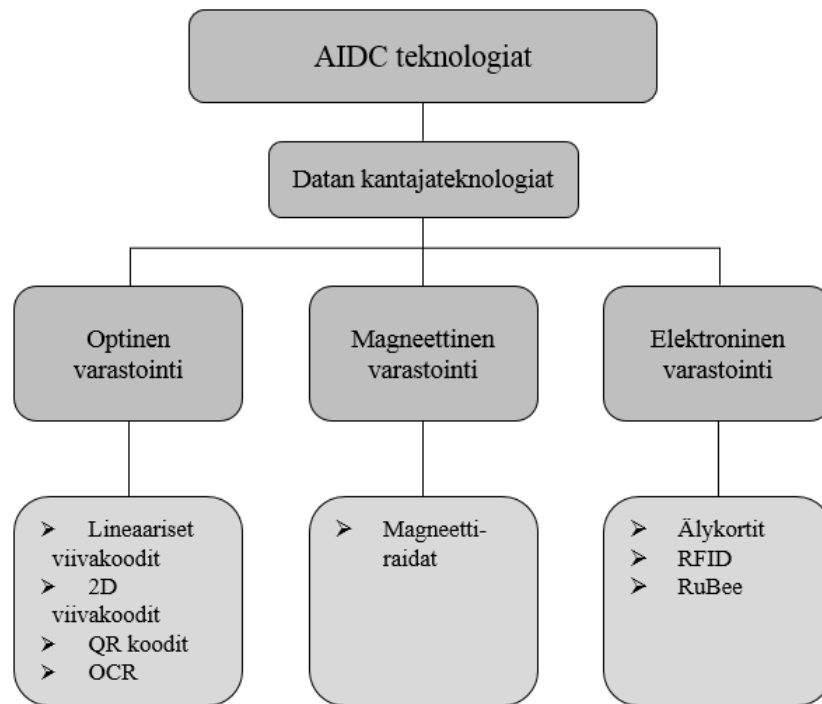 AIDC teknologiat
Datan kantajateknologiat
Optinen
varastointi
Magneettinen
varastointi
Elektroninen
varastointi
➢ Lineaariset
viivakoodit
➢ 2D
viivakoodit
➢ QR koodit
➢ OCR
➢ Magneetti-
raidat
➢ Älykortit
➢ RFID
➢ RuBee